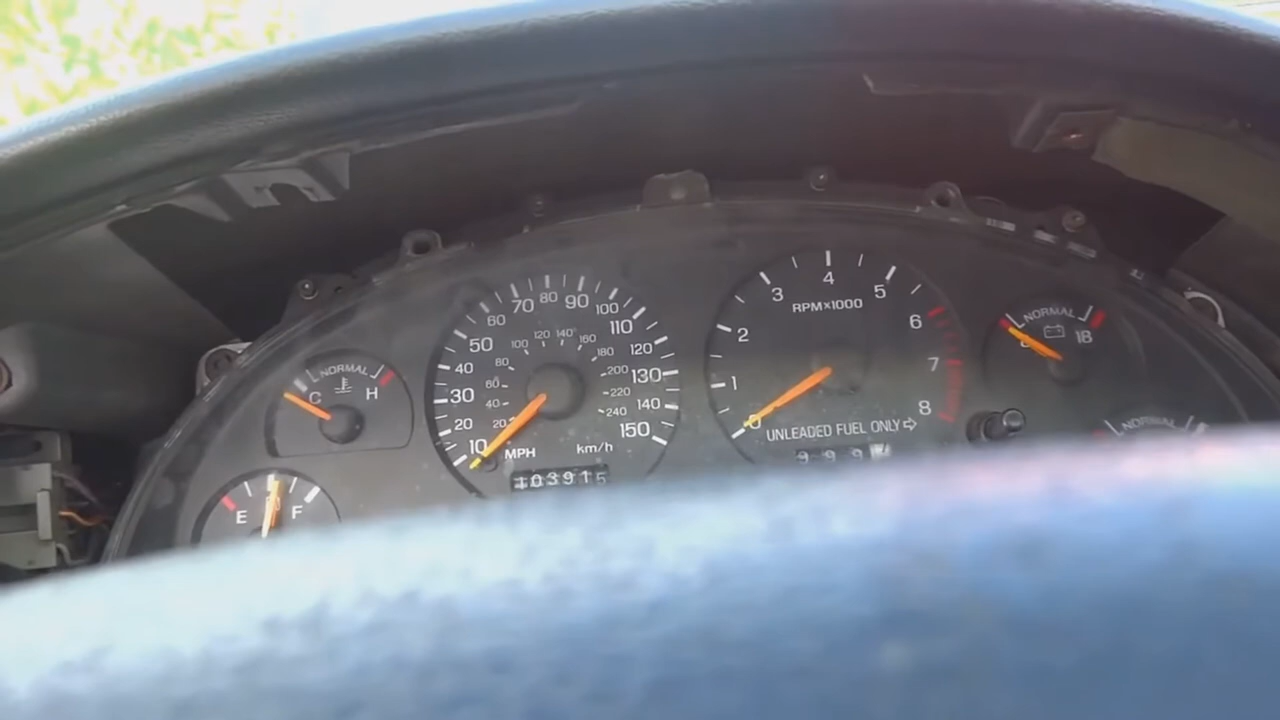 C NORMAL H
E F
10 20 30 40 50 60 70 80 90 100 110 120 130 140 150
20 40 60 80 100 120 140 160 180 200 220 240
MPH km/h
0 1 2 3 4 5 6 7 8
RPM×1000
UNLEADED FUEL ONLY
NORMAL
18
NORMAL